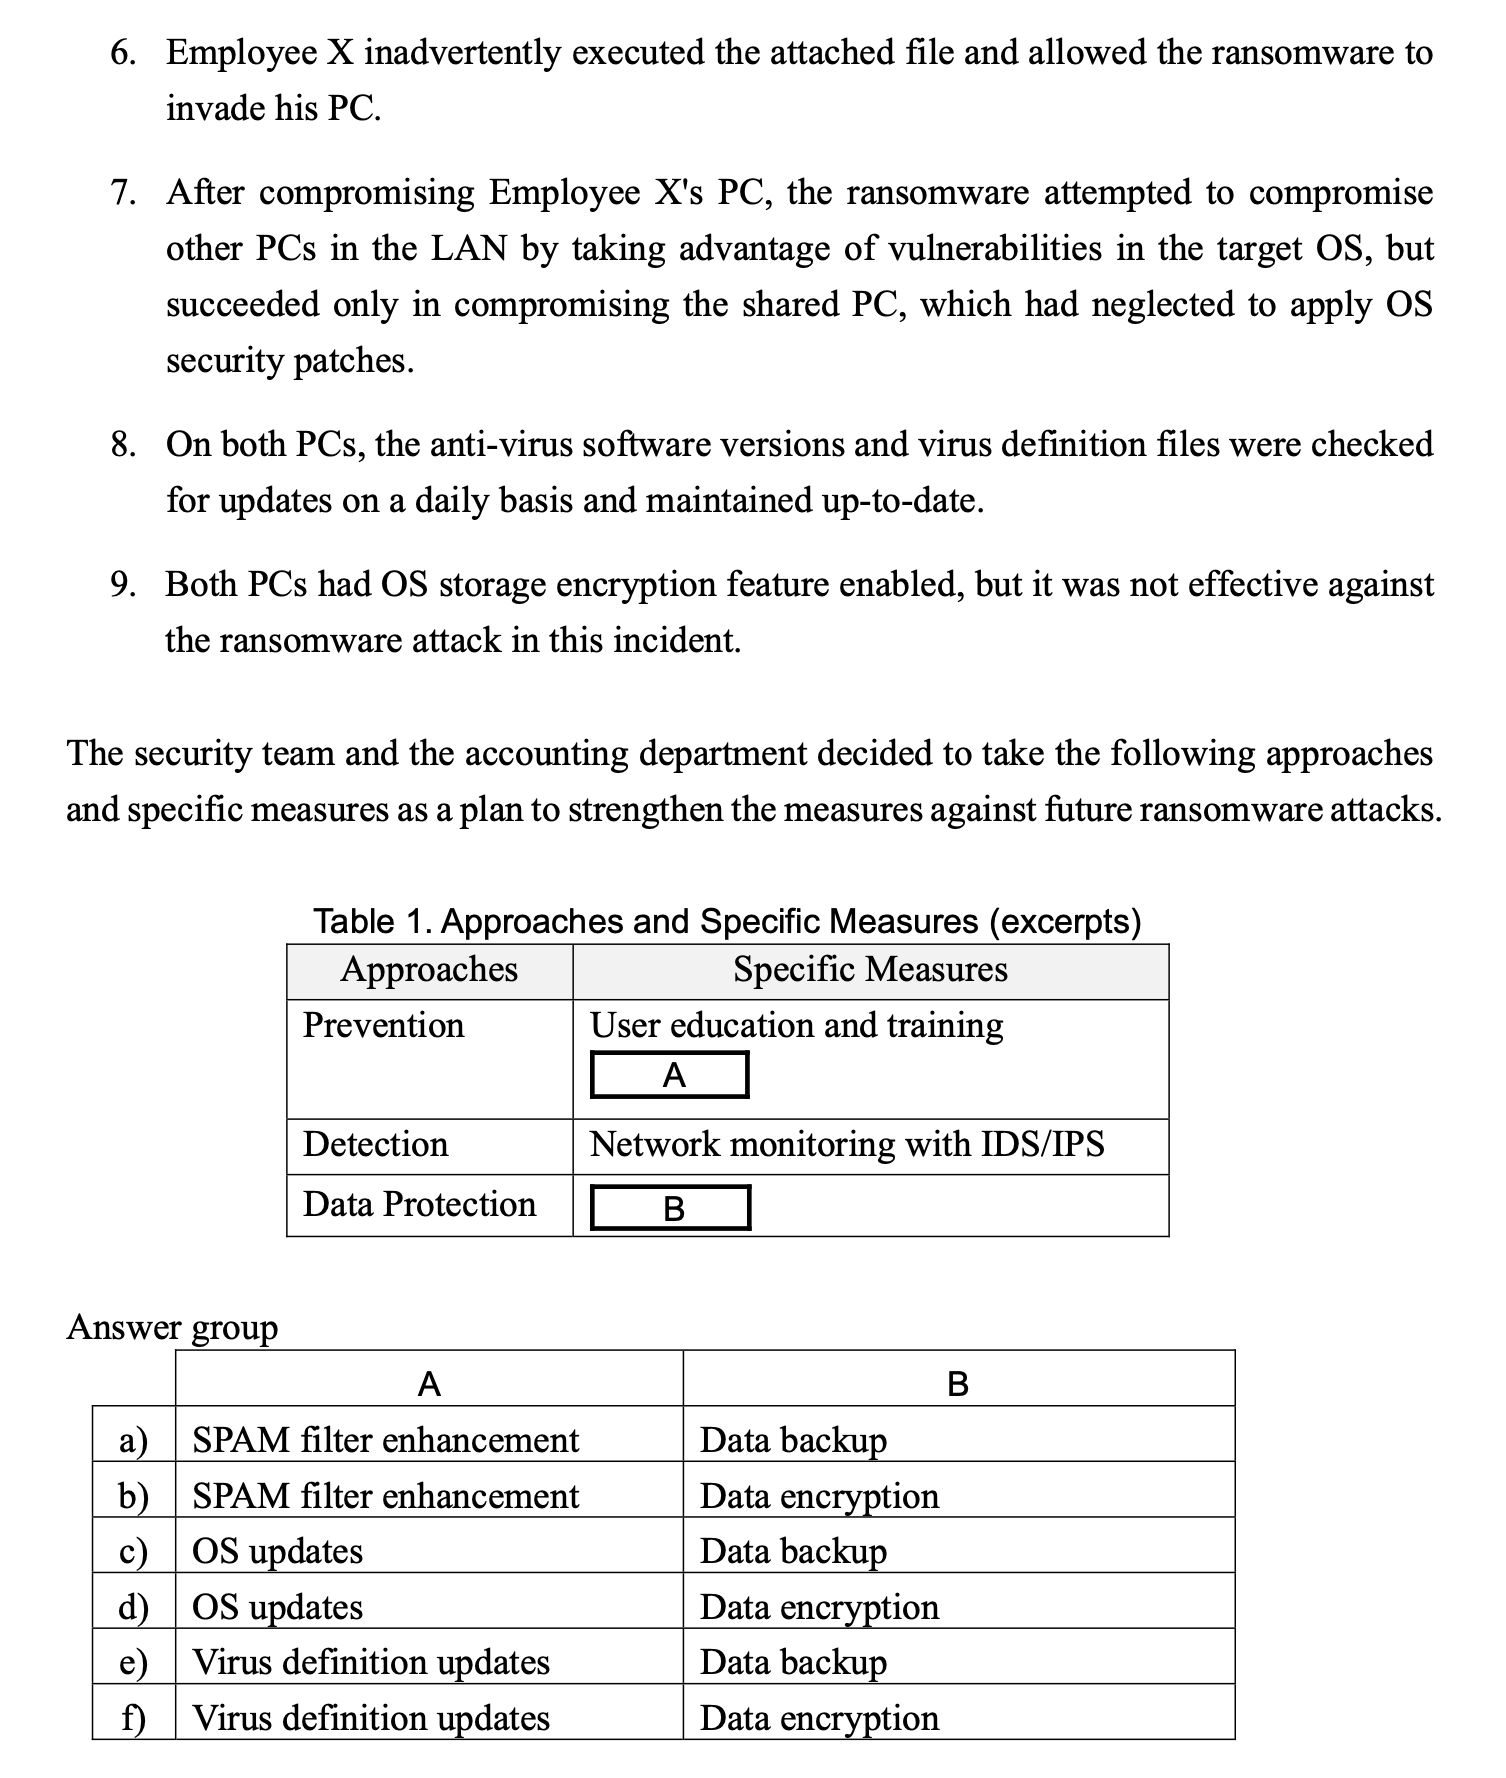 6. Employee X inadvertently executed the attached file and allowed the ransomware to
invade his PC.
7. After compromising Employee X's PC, the ransomware attempted to compromise
other PCs in the LAN by taking advantage of vulnerabilities in the target OS, but
succeeded only in compromising the shared PC, which had neglected to apply OS
security patches.
8. On both PCs, the anti-virus software versions and virus definition files were checked
for updates on a daily basis and maintained up-to-date.
9. Both PCs had OS storage encryption feature enabled, but it was not effective against
the ransomware attack in this incident.
The security team and the accounting department decided to take the following approaches
and specific measures as a plan to strengthen the measures against future ransomware attacks.
Table 1. Approaches and Specific Measures (excerpts)
Approaches Specific Measures
Prevention User education and training
A
Detection Network monitoring with IDS/IPS
Data Protection B
Answer group
A B
a) SPAM filter enhancement Data backup
b) SPAM filter enhancement Data encryption
c) OS updates Data backup
d) OS updates Data encryption
e) Virus definition updates Data backup
f) Virus definition updates Data encryption